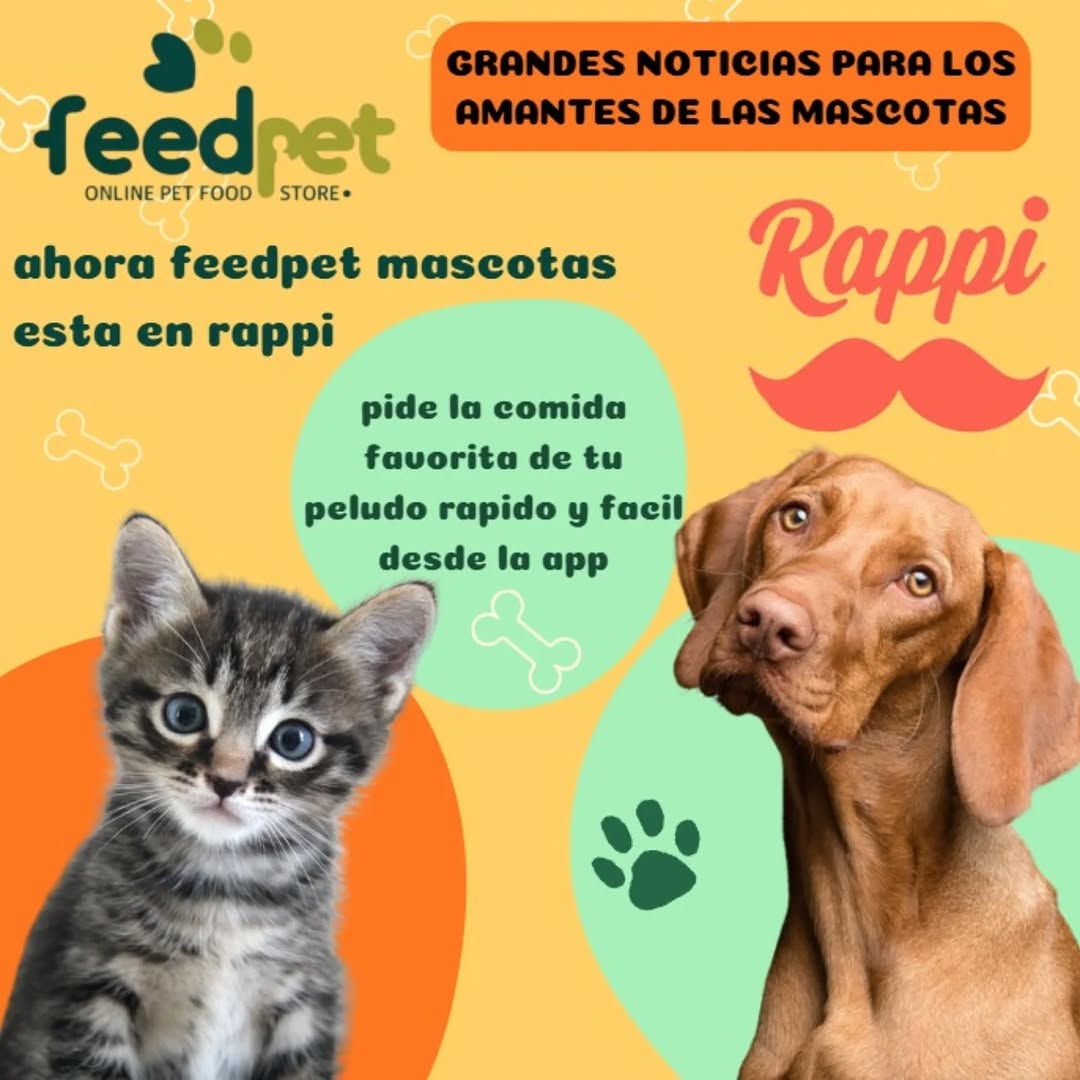 feedpet
ONLINE PET FOOD STORE
GRANDES NOTICIAS PARA LOS
AMANTES DE LAS MASCOTAS
Rappi
ahora feedpet mascotas
esta en rappi
pide la comida
favorita de tu
peludo rapido y facil
desde la app